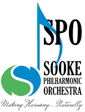 SPO
SOOKE
PHILHARMONIC
ORCHESTRA
Making Harmony...Naturally